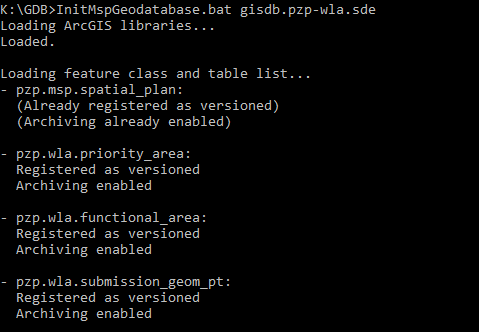 K:\GDB>InitMspGeodatabase.bat gisdb.pzp-wla.sde
Loading ArcGIS libraries...
Loaded.
Loading feature class and table list...
- pzp.msp.spatial_plan:
(Already registered as versioned)
(Archiving already enabled)
- pzp.wla.priority_area:
Registered as versioned
Archiving enabled
- pzp.wla.functional_area:
Registered as versioned
Archiving enabled
- pzp.wla.submission_geom_pt:
Registered as versioned
Archiving enabled